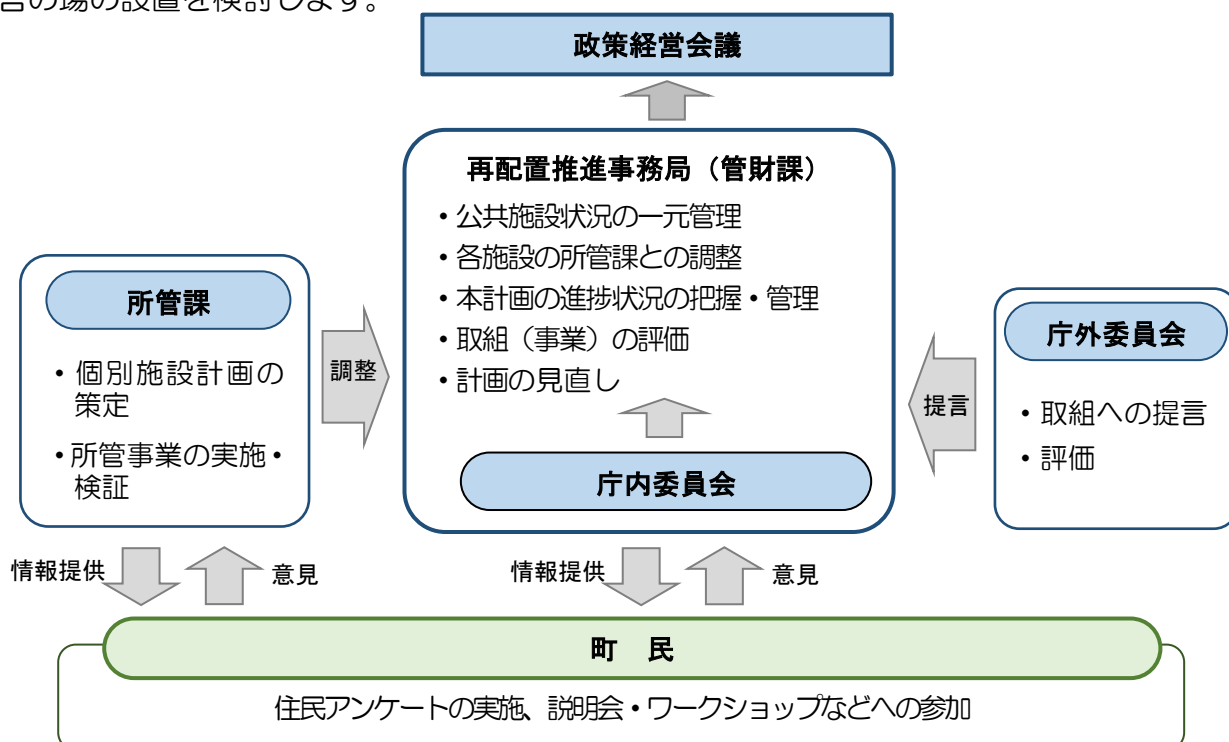 言の場の設置を検討します。
政策経営会議
再配置推進事務局（管財課）
・公共施設状況の一元管理
・各施設の所管課との調整
・本計画の進捗状況の把握・管理
・取組（事業）の評価
・計画の見直し
庁内委員会
所管課
・個別施設計画の
策定
・所管事業の実施・
検証
調整
提言
庁外委員会
・取組への提言
・評価
情報提供
意見
情報提供
意見
町　民
住民アンケートの実施、説明会・ワークショップなどへの参加